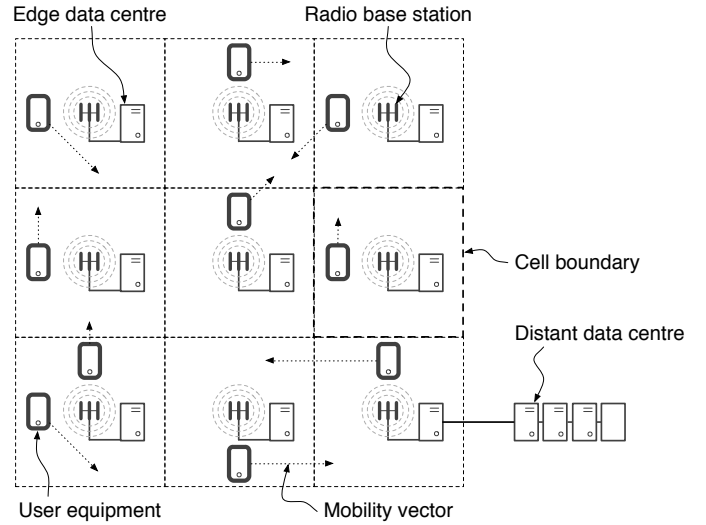 Edge data centre
Radio base station
Cell boundary
Distant data centre
User equipment
Mobility vector